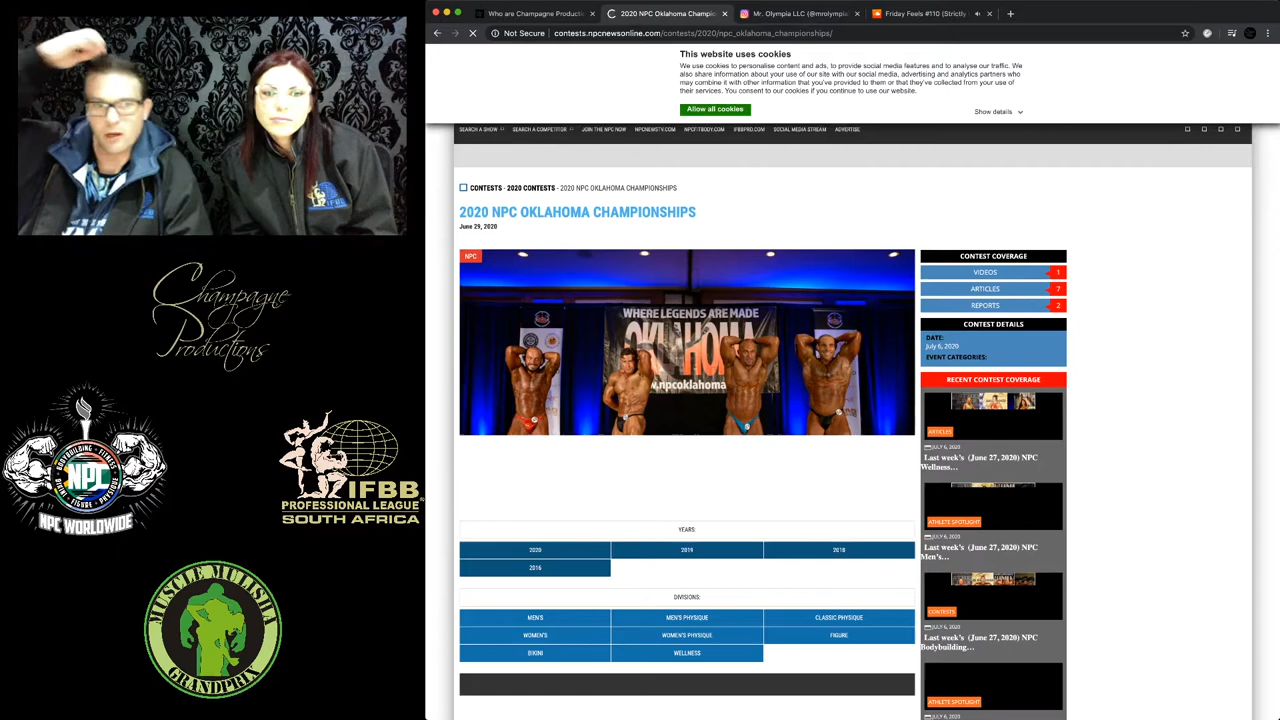 Who are Champagne Producti
2020 NPC Oklahoma Champio
Mr. Olympia LLC (@mrolympia
Friday Feels #110 (Strictly
Not Secure
contests.npcnewsonline.com/contests/2020/npc_oklahoma_championships/
This website uses cookies
We use cookies to personalise content and ads, to provide social media features and to analyse our traffic. We
also share information about your use of our site with our social media, advertising and analytics partners who
may combine it with other information that you've provided to them or that they've collected from your use of
their services. You consent to our cookies if you continue to use our website.
Allow all cookies
Show details
SEARCH A SHOW
SEARCH A COMPETITOR
JOIN THE NPC NOW
NPCNEWSTV.COM
NPCFITBODY.COM
IFBBPRO.COM
SOCIAL MEDIA STREAM
ADVERTISE
CONTESTS - 2020 CONTESTS - 2020 NPC OKLAHOMA CHAMPIONSHIPS
2020 NPC OKLAHOMA CHAMPIONSHIPS
June 29, 2020
NPC
WHERE LEGENDS ARE MADE
OKLAHOMA
w.npcoklahoma
CONTEST COVERAGE
VIDEOS 1
ARTICLES 7
REPORTS 2
CONTEST DETAILS
DATE:
July 6, 2020
EVENT CATEGORIES:
RECENT CONTEST COVERAGE
ARTICLES
JULY 6, 2020
Last week's (June 27, 2020) NPC
Wellness...
ATHLETE SPOTLIGHT
JULY 6, 2020
Last week's (June 27, 2020) NPC
Men's...
CONTESTS
JULY 6, 2020
Last week's (June 27, 2020) NPC
Bodybuilding...
ATHLETE SPOTLIGHT
JULY 6, 2020
YEARS:
2020
2019
2018
2016
DIVISIONS:
MEN'S
MEN'S PHYSIQUE
CLASSIC PHYSIQUE
WOMEN'S
WOMEN'S PHYSIQUE
FIGURE
BIKINI
WELLNESS
IFBB
Champagne
Productions
BODYBUILDING · FITNESS
NPC
BIKINI · FIGURE · PHYSIQUE
NPC WORLDWIDE
IFBB
PROFESSIONAL LEAGUE
SOUTH AFRICA
MUSCLE MILITIA
GRANDPRIX